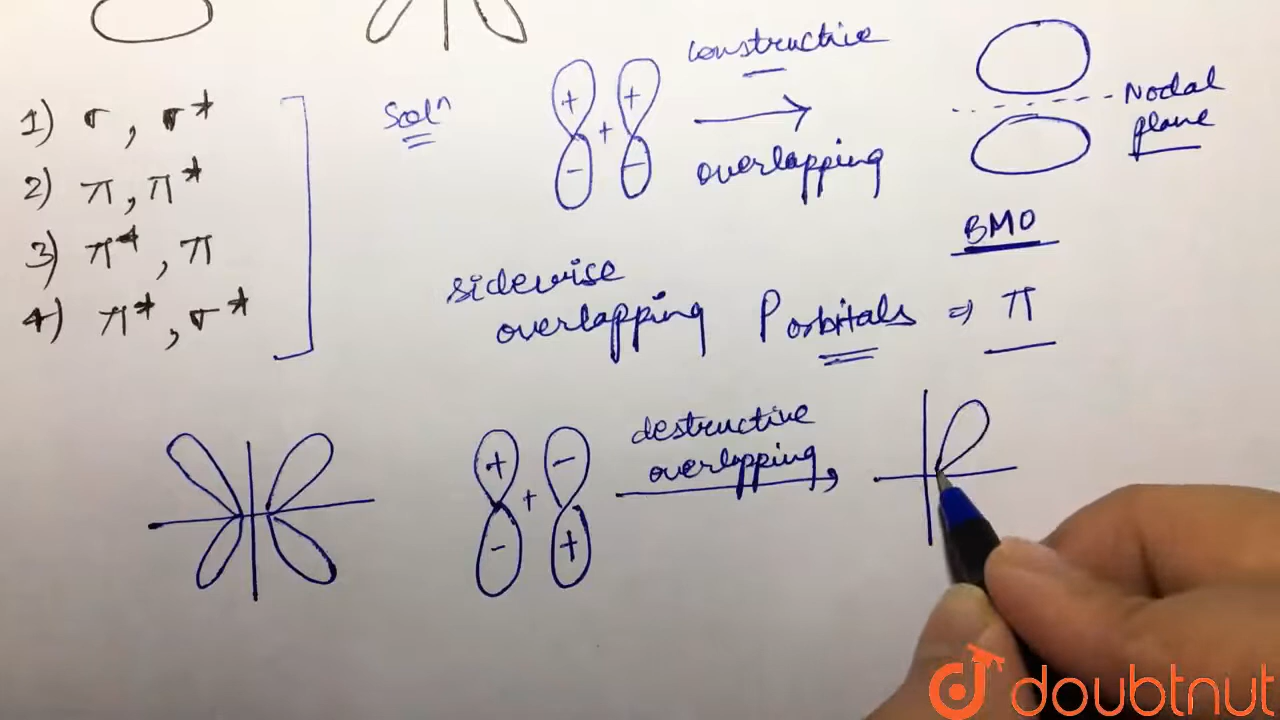 1) σ, σ*
2) π, π*
3) π*, π
4) π*, σ*
Soln
+ + +
- -
constructive
overlapping
Nodal
plane
BMO
sidewise
overlapping P orbitals ⇒ π
+ + -
- +
destructive
overlapping,
doubtnut